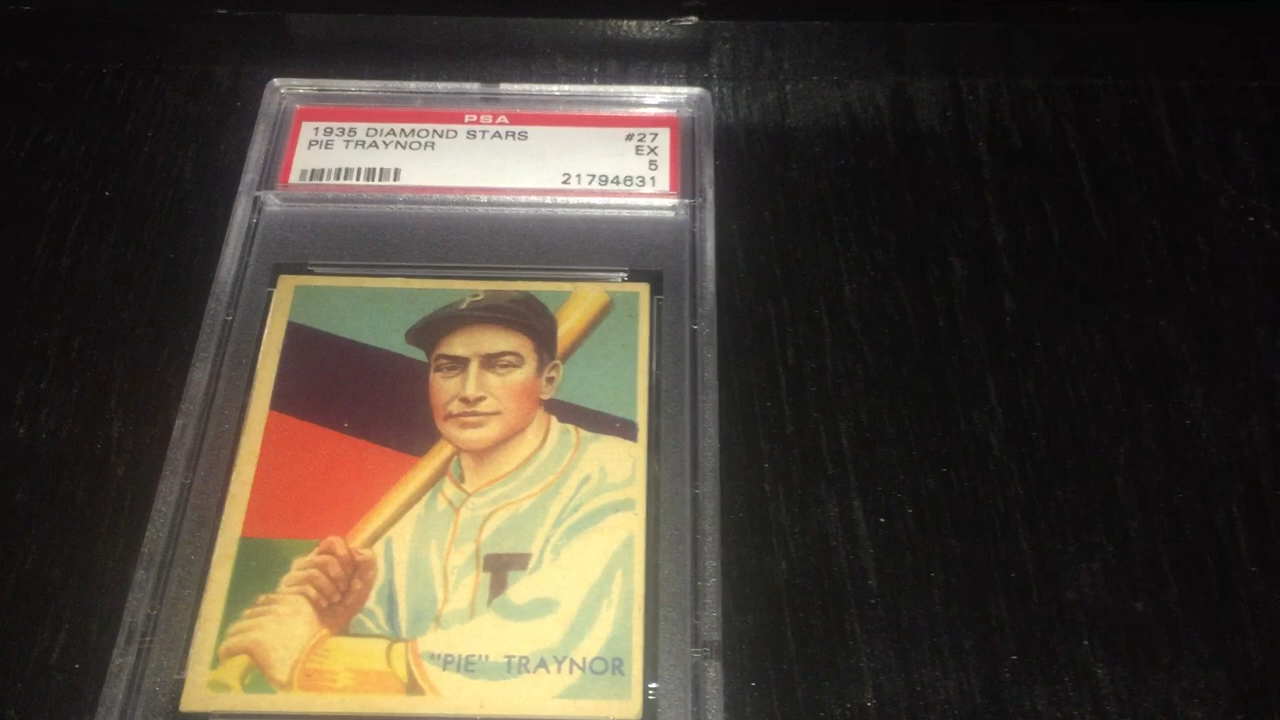 PSA
1935 DIAMOND STARS #27
PIE TRAYNOR EX
5
21794631
P
T
"PIE" TRAYNOR